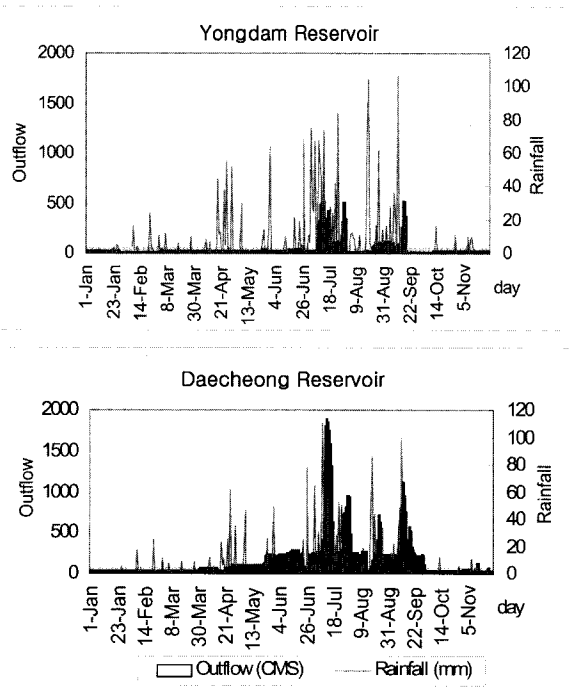 Yongdam Reservoir
2000
1500
1000
500
0
Outflow
120
100
80
60
40
20
0
Rainfall
1-Jan
23-Jan
14-Feb
8-Mar
30-Mar
21-Apr
13-May
4-Jun
26-Jun
18-Jul
9-Aug
31-Aug
22-Sep
14-Oct
5-Nov
day
Daecheong Reservoir
2000
1500
1000
500
0
Outflow
120
100
80
60
40
20
0
Rainfall
1-Jan
23-Jan
14-Feb
8-Mar
30-Mar
21-Apr
13-May
4-Jun
26-Jun
18-Jul
9-Aug
31-Aug
22-Sep
14-Oct
5-Nov
day
Outflow (CMS) Rainfall (mm)